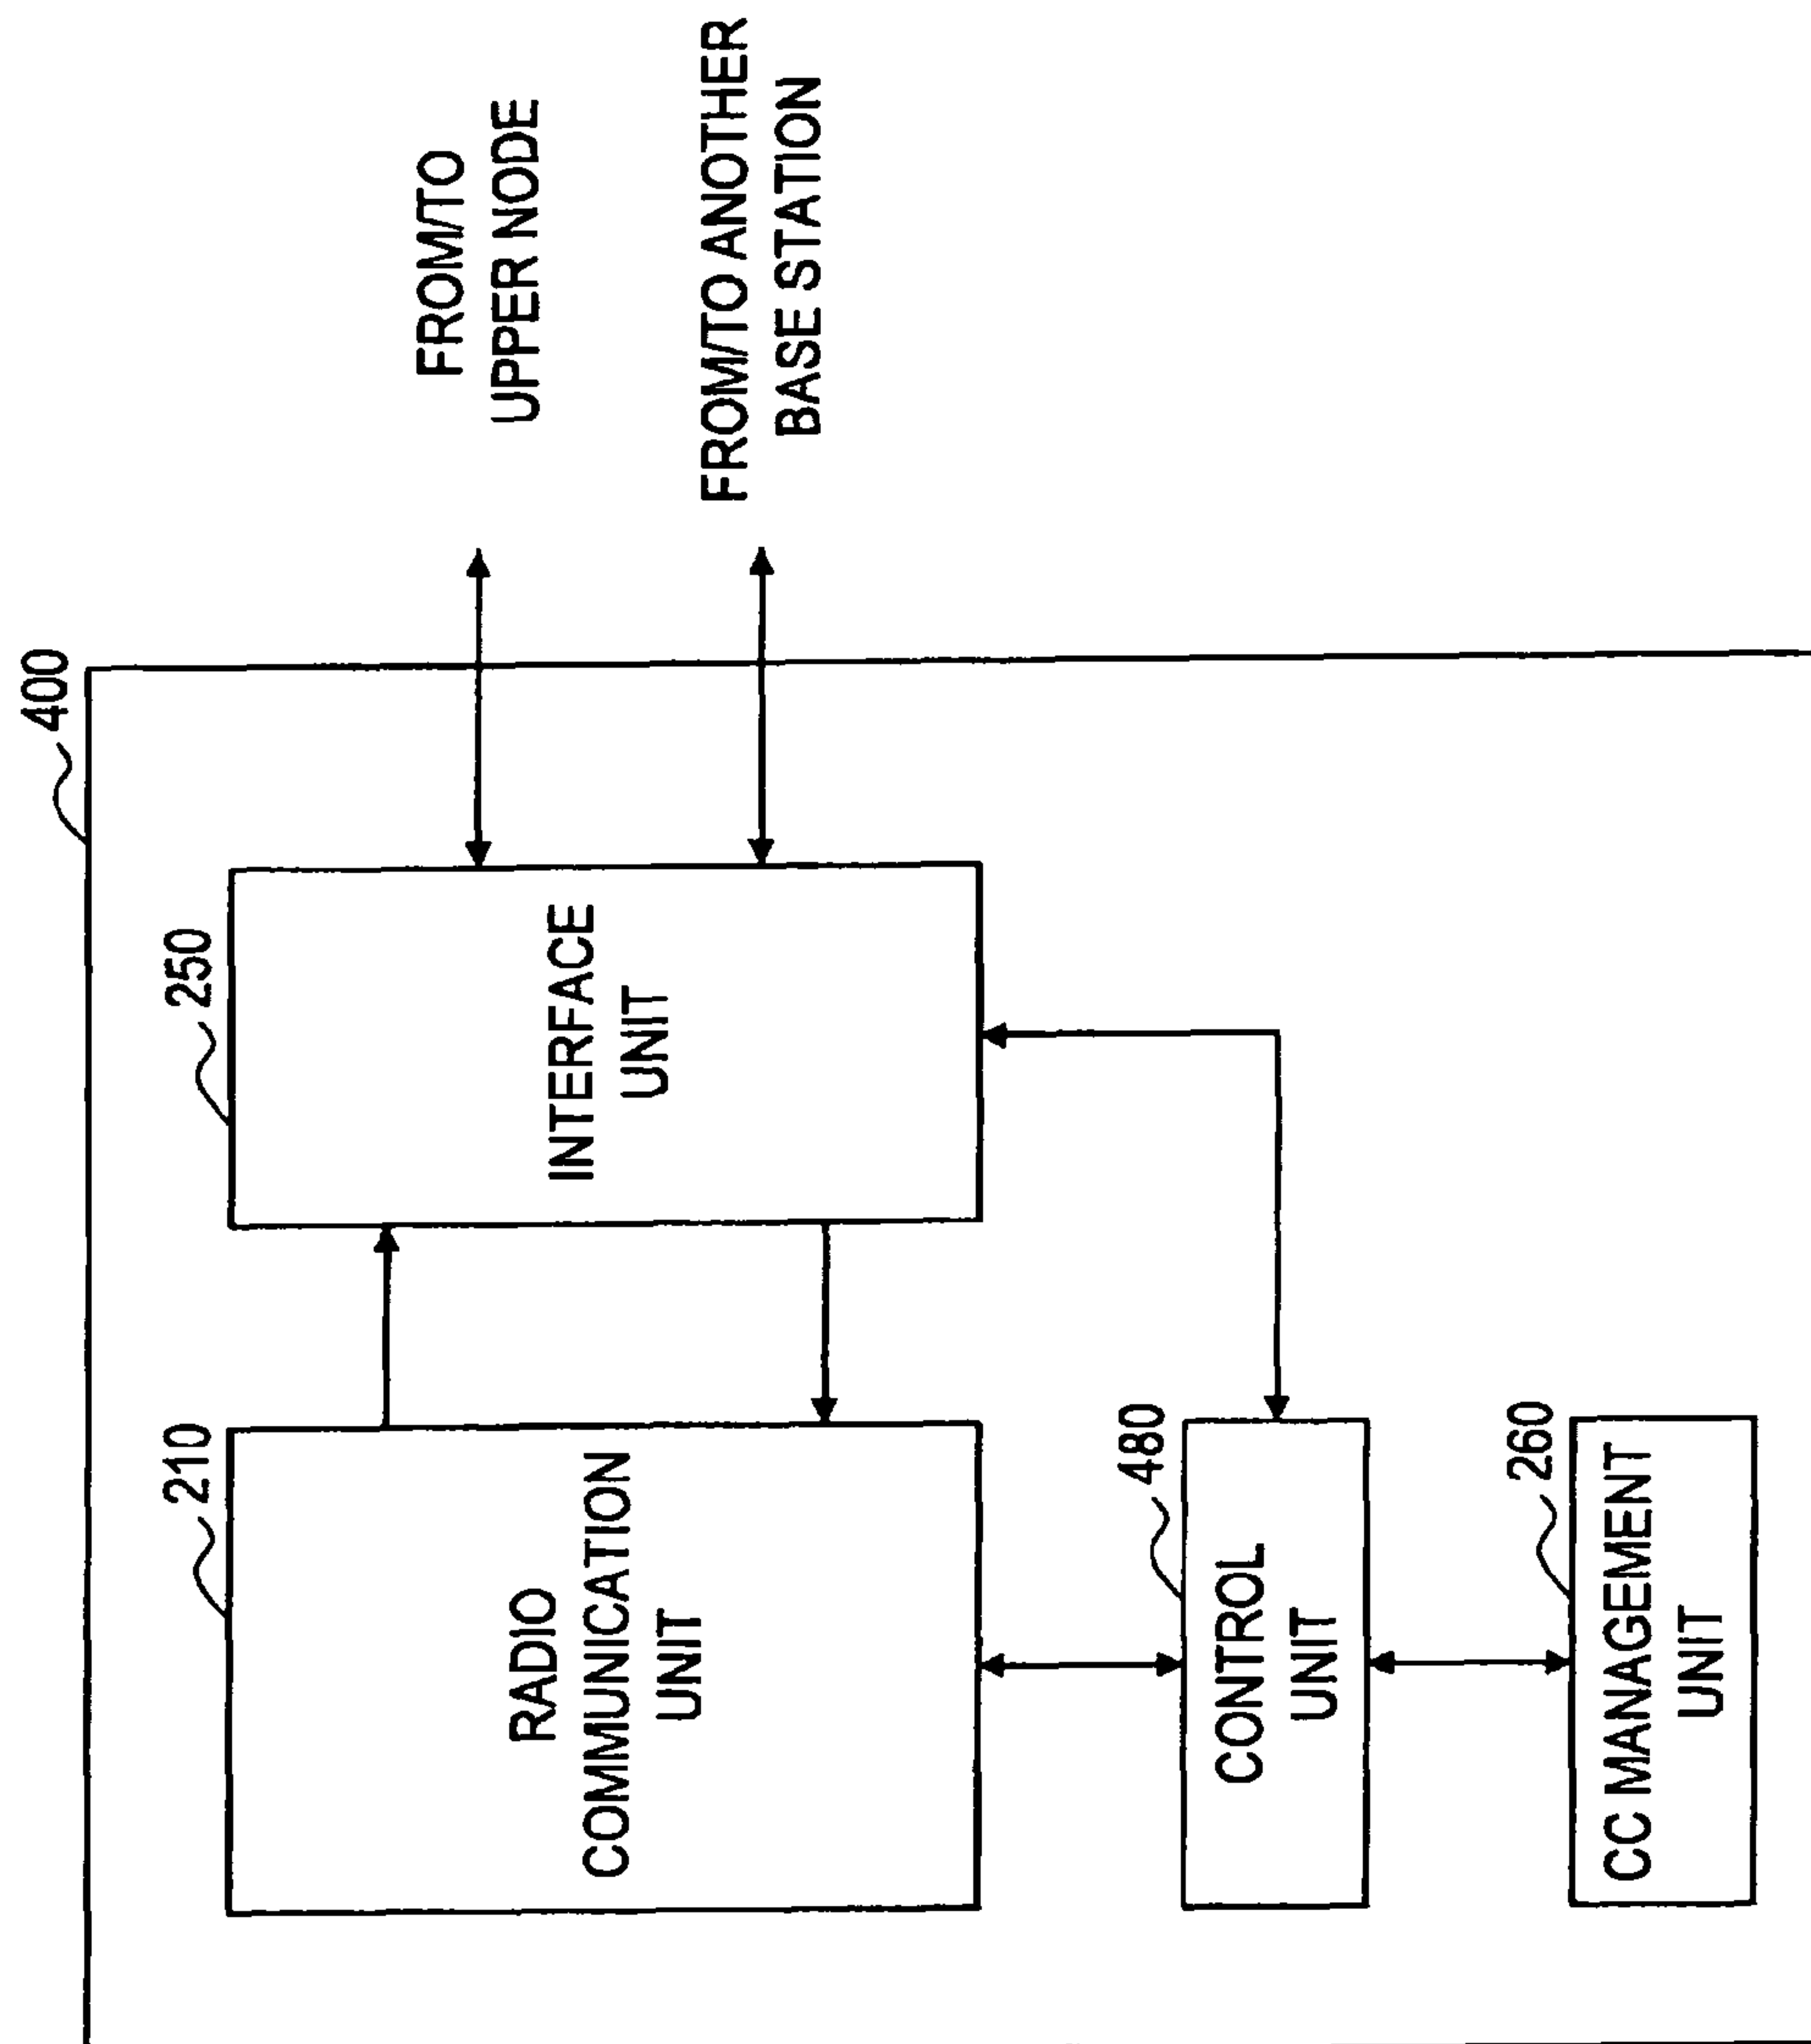 400
210
RADIO
COMMUNICATION
UNIT
250
INTERFACE
UNIT
FROM/TO
UPPER NODE
FROM/TO ANOTHER
BASE STATION
480
CONTROL
UNIT
260
CC MANAGEMENT
UNIT